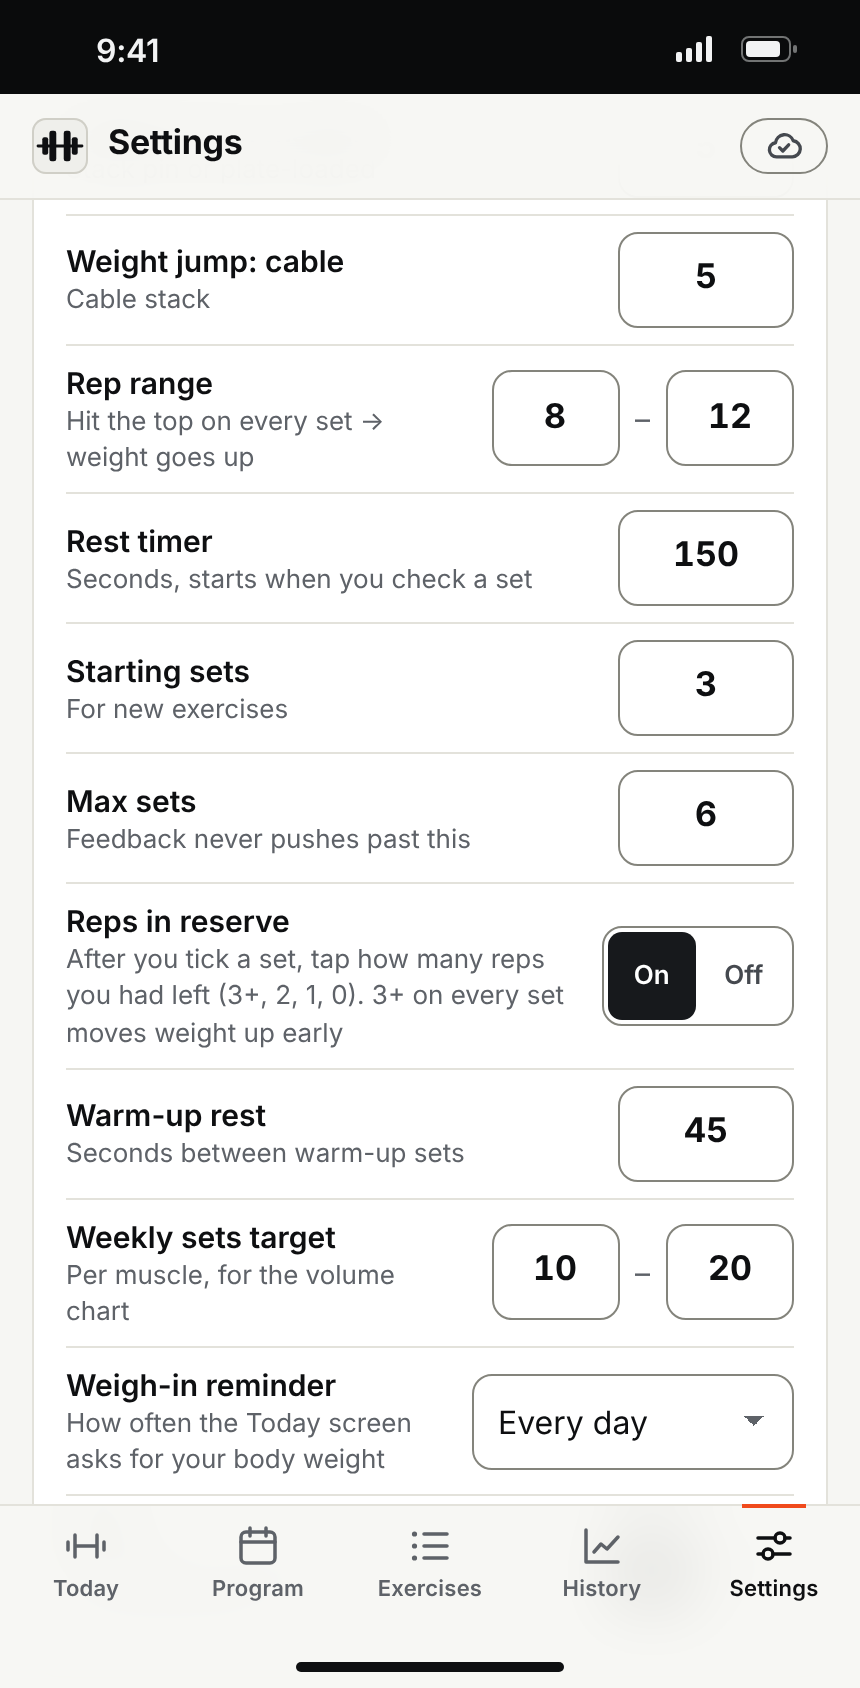 9:41
Settings
Weight jump: cable
Cable stack
5
Rep range
Hit the top on every set →
weight goes up
8 – 12
Rest timer
Seconds, starts when you check a set
150
Starting sets
For new exercises
3
Max sets
Feedback never pushes past this
6
Reps in reserve
After you tick a set, tap how many reps
you had left (3+, 2, 1, 0). 3+ on every set
moves weight up early
On Off
Warm-up rest
Seconds between warm-up sets
45
Weekly sets target
Per muscle, for the volume
chart
10 – 20
Weigh-in reminder
How often the Today screen
asks for your body weight
Every day
Today Program Exercises History Settings